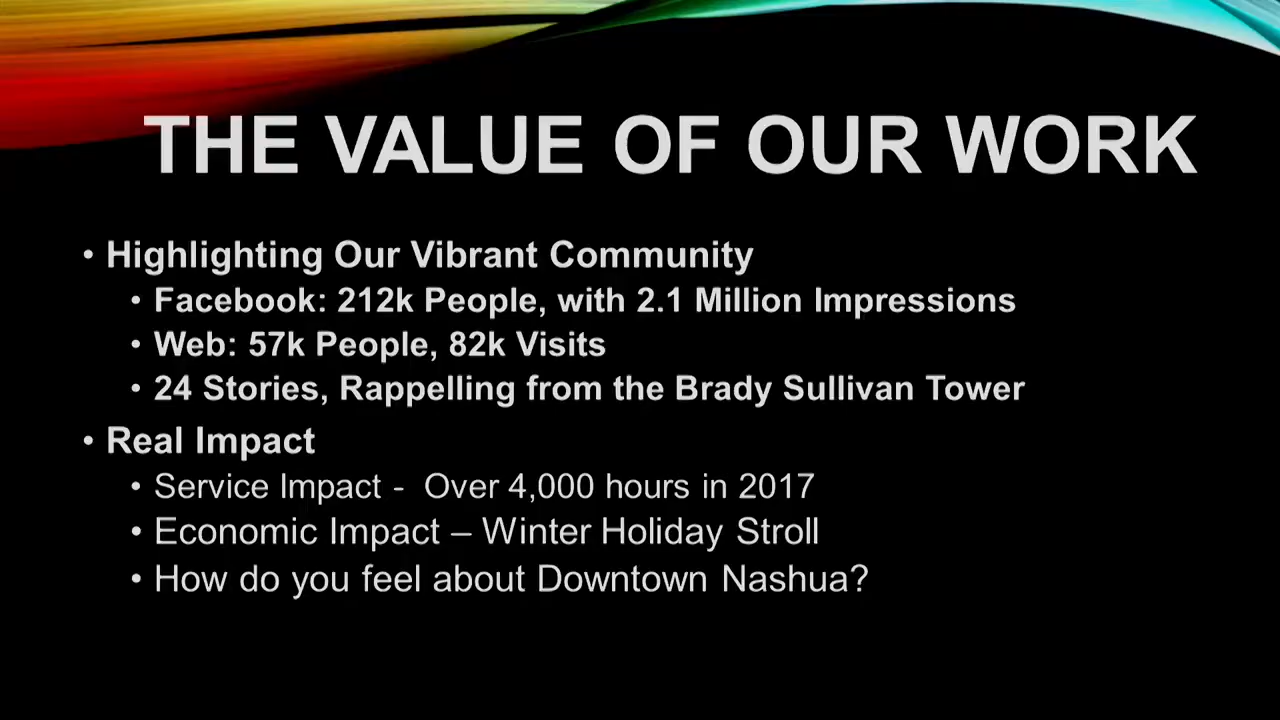 THE VALUE OF OUR WORK
• Highlighting Our Vibrant Community
• Facebook: 212k People, with 2.1 Million Impressions
• Web: 57k People, 82k Visits
• 24 Stories, Rappelling from the Brady Sullivan Tower
• Real Impact
• Service Impact - Over 4,000 hours in 2017
• Economic Impact – Winter Holiday Stroll
• How do you feel about Downtown Nashua?